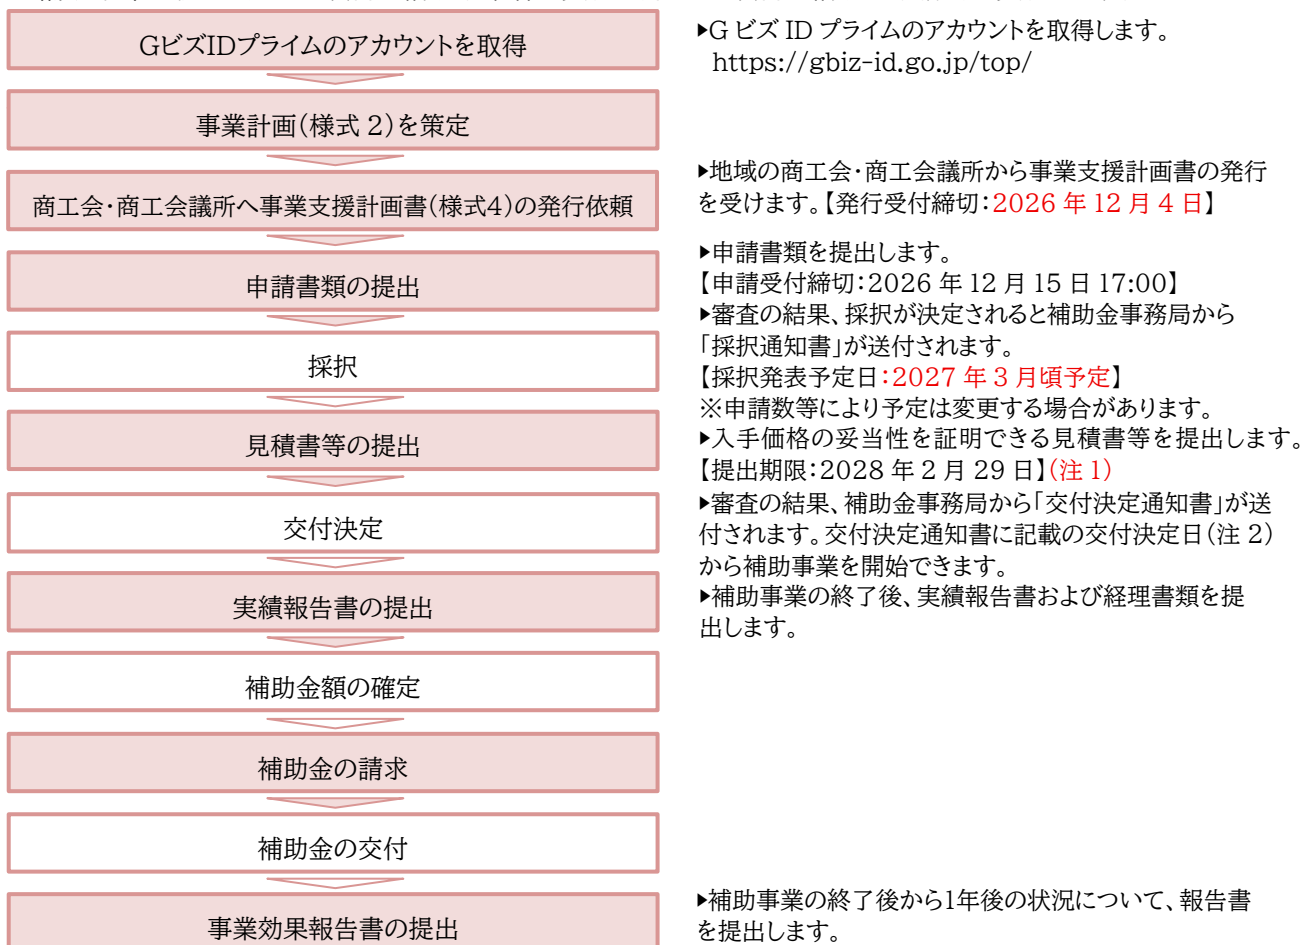 GビズIDプライムのアカウントを取得
▶G ビズ ID プライムのアカウントを取得します。
https://gbiz-id.go.jp/top/
事業計画(様式 2)を策定
商工会・商工会議所へ事業支援計画書(様式4)の発行依頼
▶地域の商工会・商工会議所から事業支援計画書の発行
を受けます。【発行受付締切：2026 年 12 月 4 日】
申請書類の提出
▶申請書類を提出します。
【申請受付締切：2026 年 12 月 15 日 17:00】
採択
▶審査の結果、採択が決定されると補助金事務局から
「採択通知書」が送付されます。
【採択発表予定日：2027 年 3 月頃予定】
※申請数等により予定は変更する場合があります。
見積書等の提出
▶入手価格の妥当性を証明できる見積書等を提出します。
【提出期限：2028 年 2 月 29 日】(注 1)
交付決定
▶審査の結果、補助金事務局から「交付決定通知書」が送
付されます。交付決定通知書に記載の交付決定日(注 2)
から補助事業を開始できます。
実績報告書の提出
▶補助事業の終了後、実績報告書および経理書類を提
出します。
補助金額の確定
補助金の請求
補助金の交付
事業効果報告書の提出
▶補助事業の終了後から1年後の状況について、報告書
を提出します。